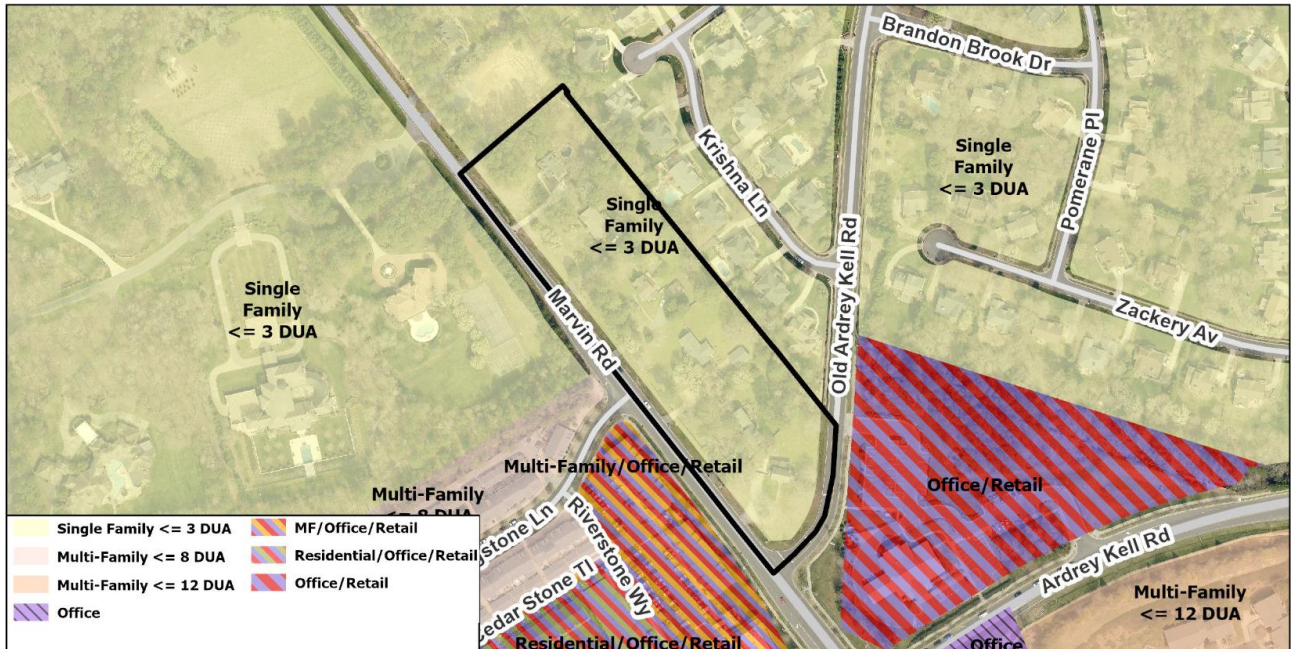 Brandon Brook Dr
Krishna Ln
Single
Family
<= 3 DUA
Pomerane Pl
Single
Family
<= 3 DUA
Old Ardrey Kell Rd
Single
Family
<= 3 DUA
Marvin Rd
Zackery Av
Multi-Family/Office/Retail
Office/Retail
Multi-Family
<= 8 DUA
Riverstone Wy
Ln
Stone Tl
Ardrey Kell Rd
Multi-Family
<= 12 DUA
Residential/Office/Retail
Office
Single Family <= 3 DUA
MF/Office/Retail
Multi-Family <= 8 DUA
Residential/Office/Retail
Multi-Family <= 12 DUA
Office/Retail
Office